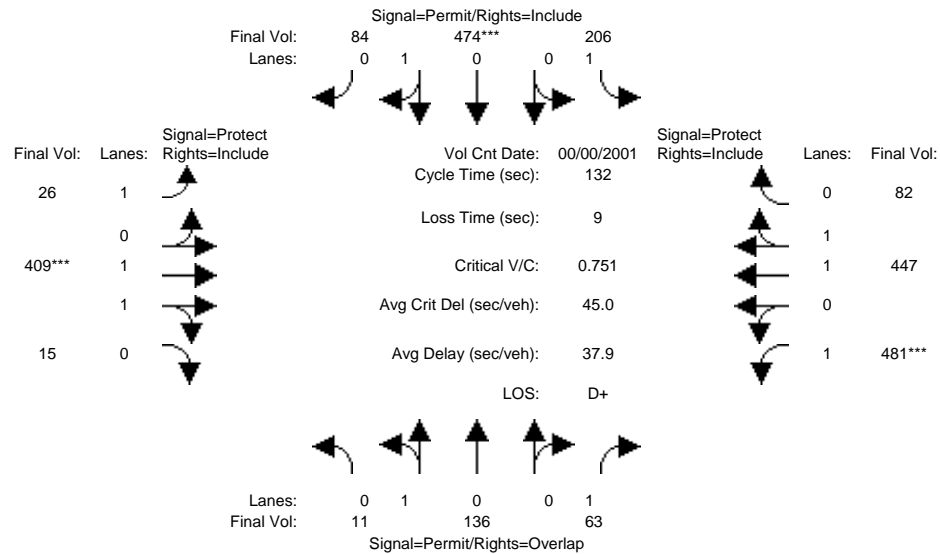 Signal=Permit/Rights=Include
Final Vol: 84 474*** 206
Lanes: 0 1 0 0 1
Signal=Protect Signal=Protect
Final Vol: Lanes: Rights=Include Vol Cnt Date: 00/00/2001 Rights=Include Lanes: Final Vol:
Cycle Time (sec): 132
26 1 0 82
Loss Time (sec): 9
0 1
409*** 1 Critical V/C: 0.751 1 447
1 Avg Crit Del (sec/veh): 45.0 0
15 0 Avg Delay (sec/veh): 37.9 1 481***
LOS: D+
Lanes: 0 1 0 0 1
Final Vol: 11 136 63
Signal=Permit/Rights=Overlap